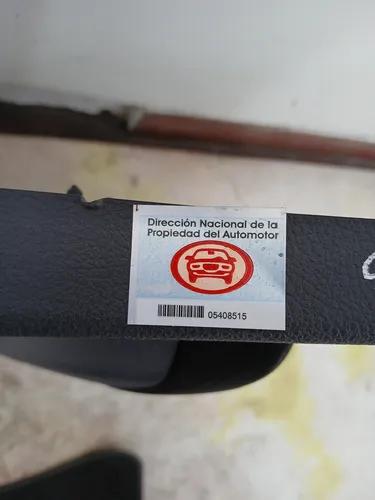 Dirección Nacional de la
Propiedad del Automotor
05408515